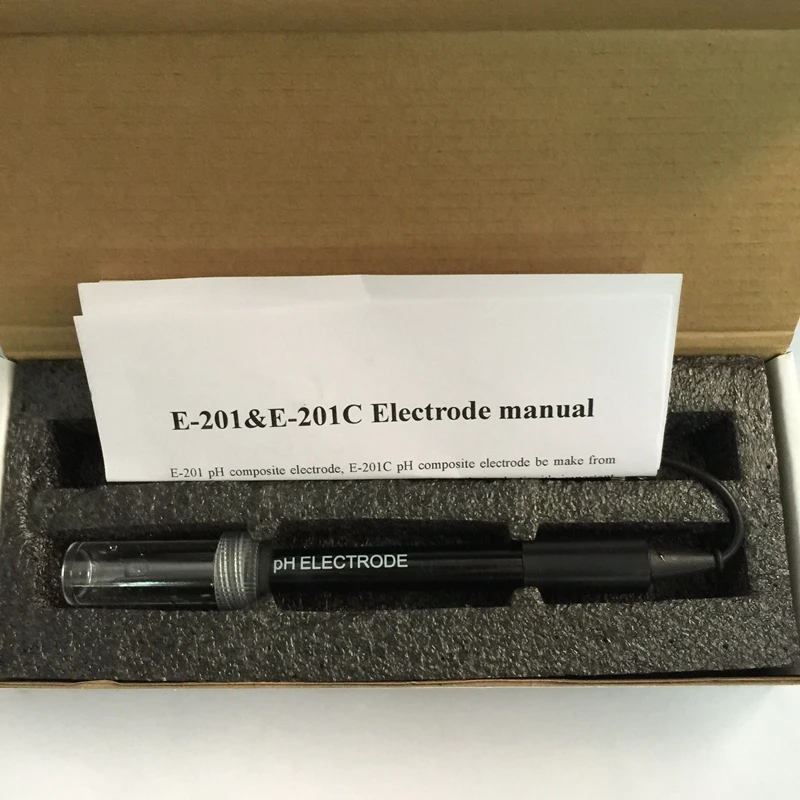 E-201&E-201C Electrode manual
E-201 pH composite electrode, E-201C pH composite electrode be make from
pH ELECTRODE